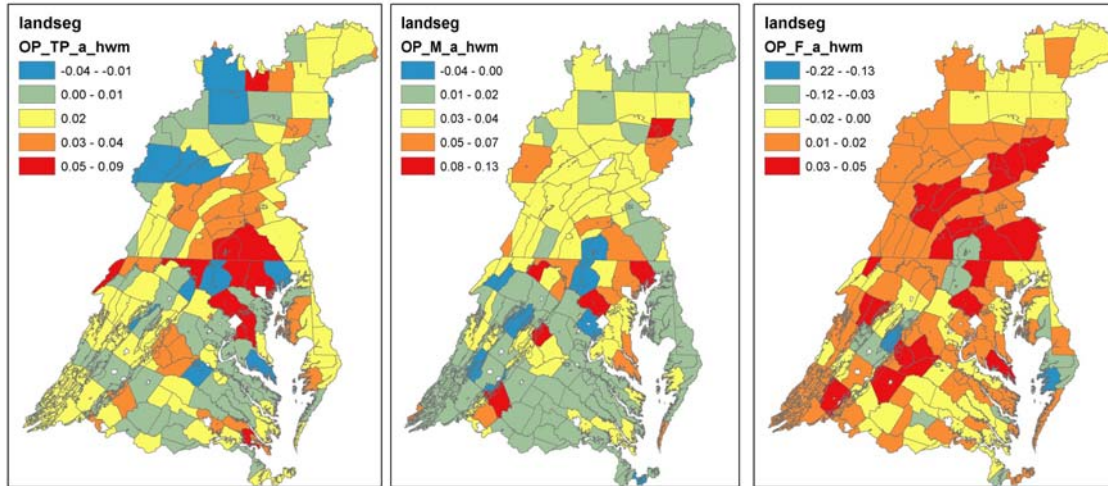 landseg
OP_TP_a_hwm
-0.04 - -0.01
0.00 - 0.01
0.02
0.03 - 0.04
0.05 - 0.09
landseg
OP_M_a_hwm
-0.04 - 0.00
0.01 - 0.02
0.03 - 0.04
0.05 - 0.07
0.08 - 0.13
landseg
OP_F_a_hwm
-0.22 - -0.13
-0.12 - -0.03
-0.02 - 0.00
0.01 - 0.02
0.03 - 0.05